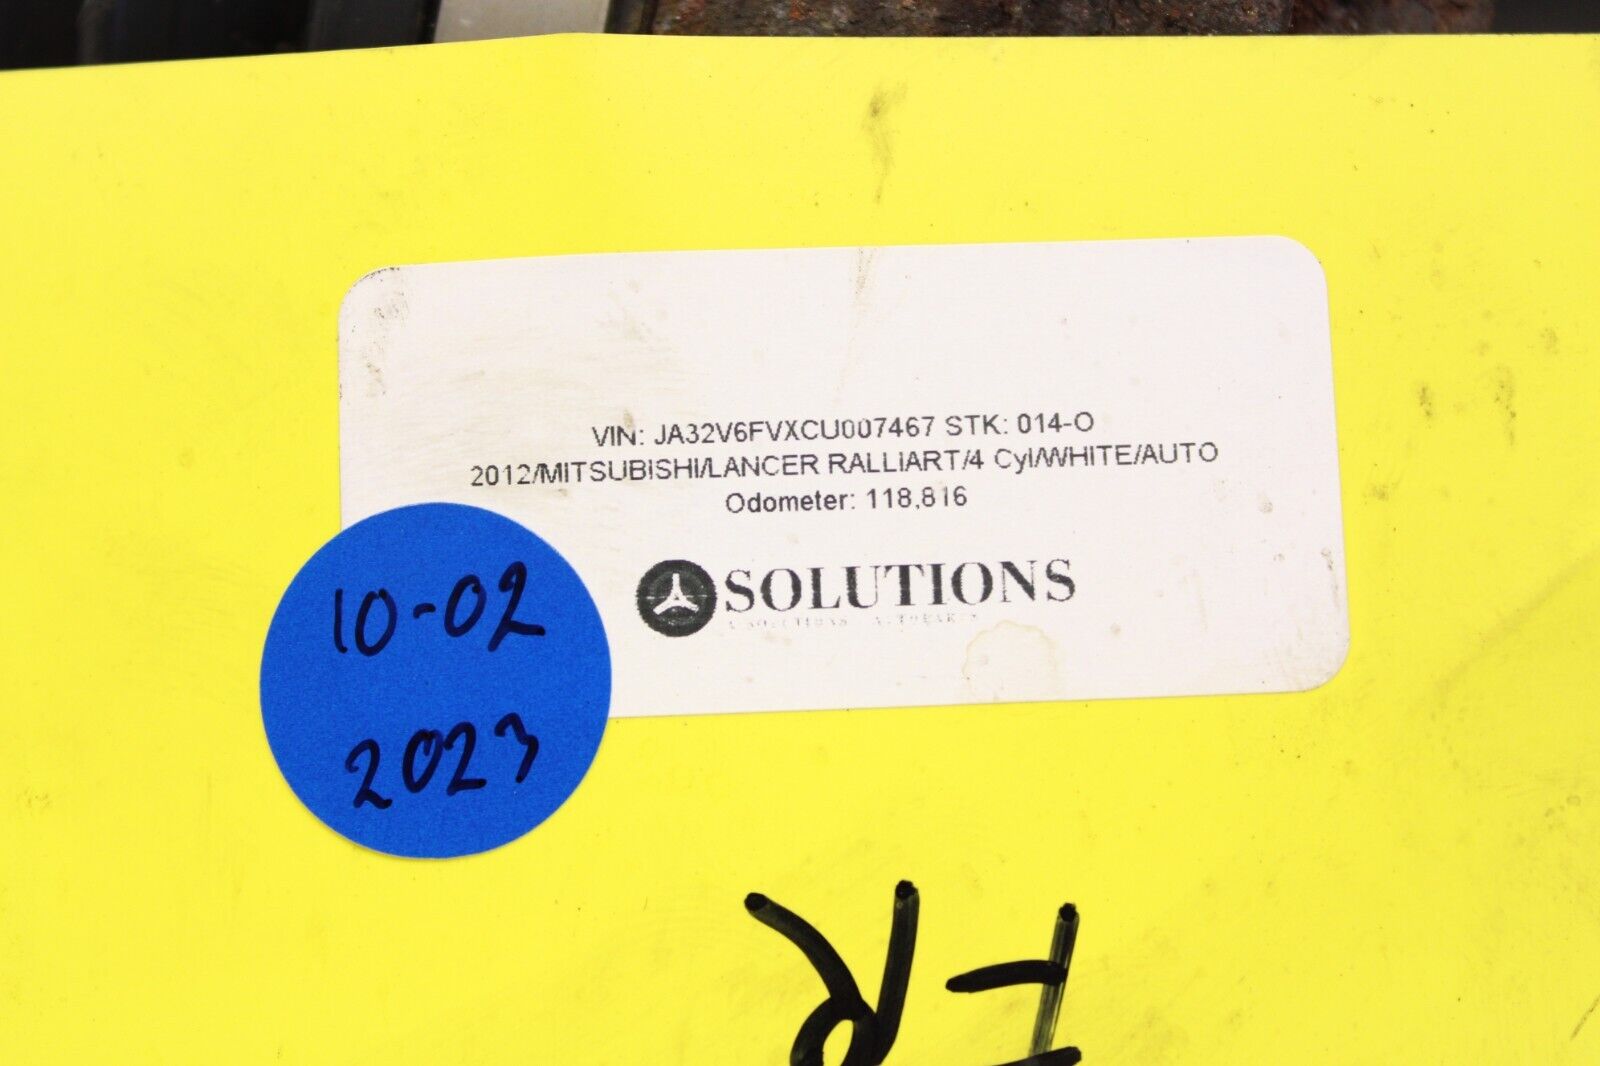 VIN: JA32V6FVXCU007467 STK: 014-O
2012/MITSUBISHI/LANCER RALLIART/4 Cyl/WHITE/AUTO
Odometer: 118,816
SOLUTIONS
10-02
2023
FR